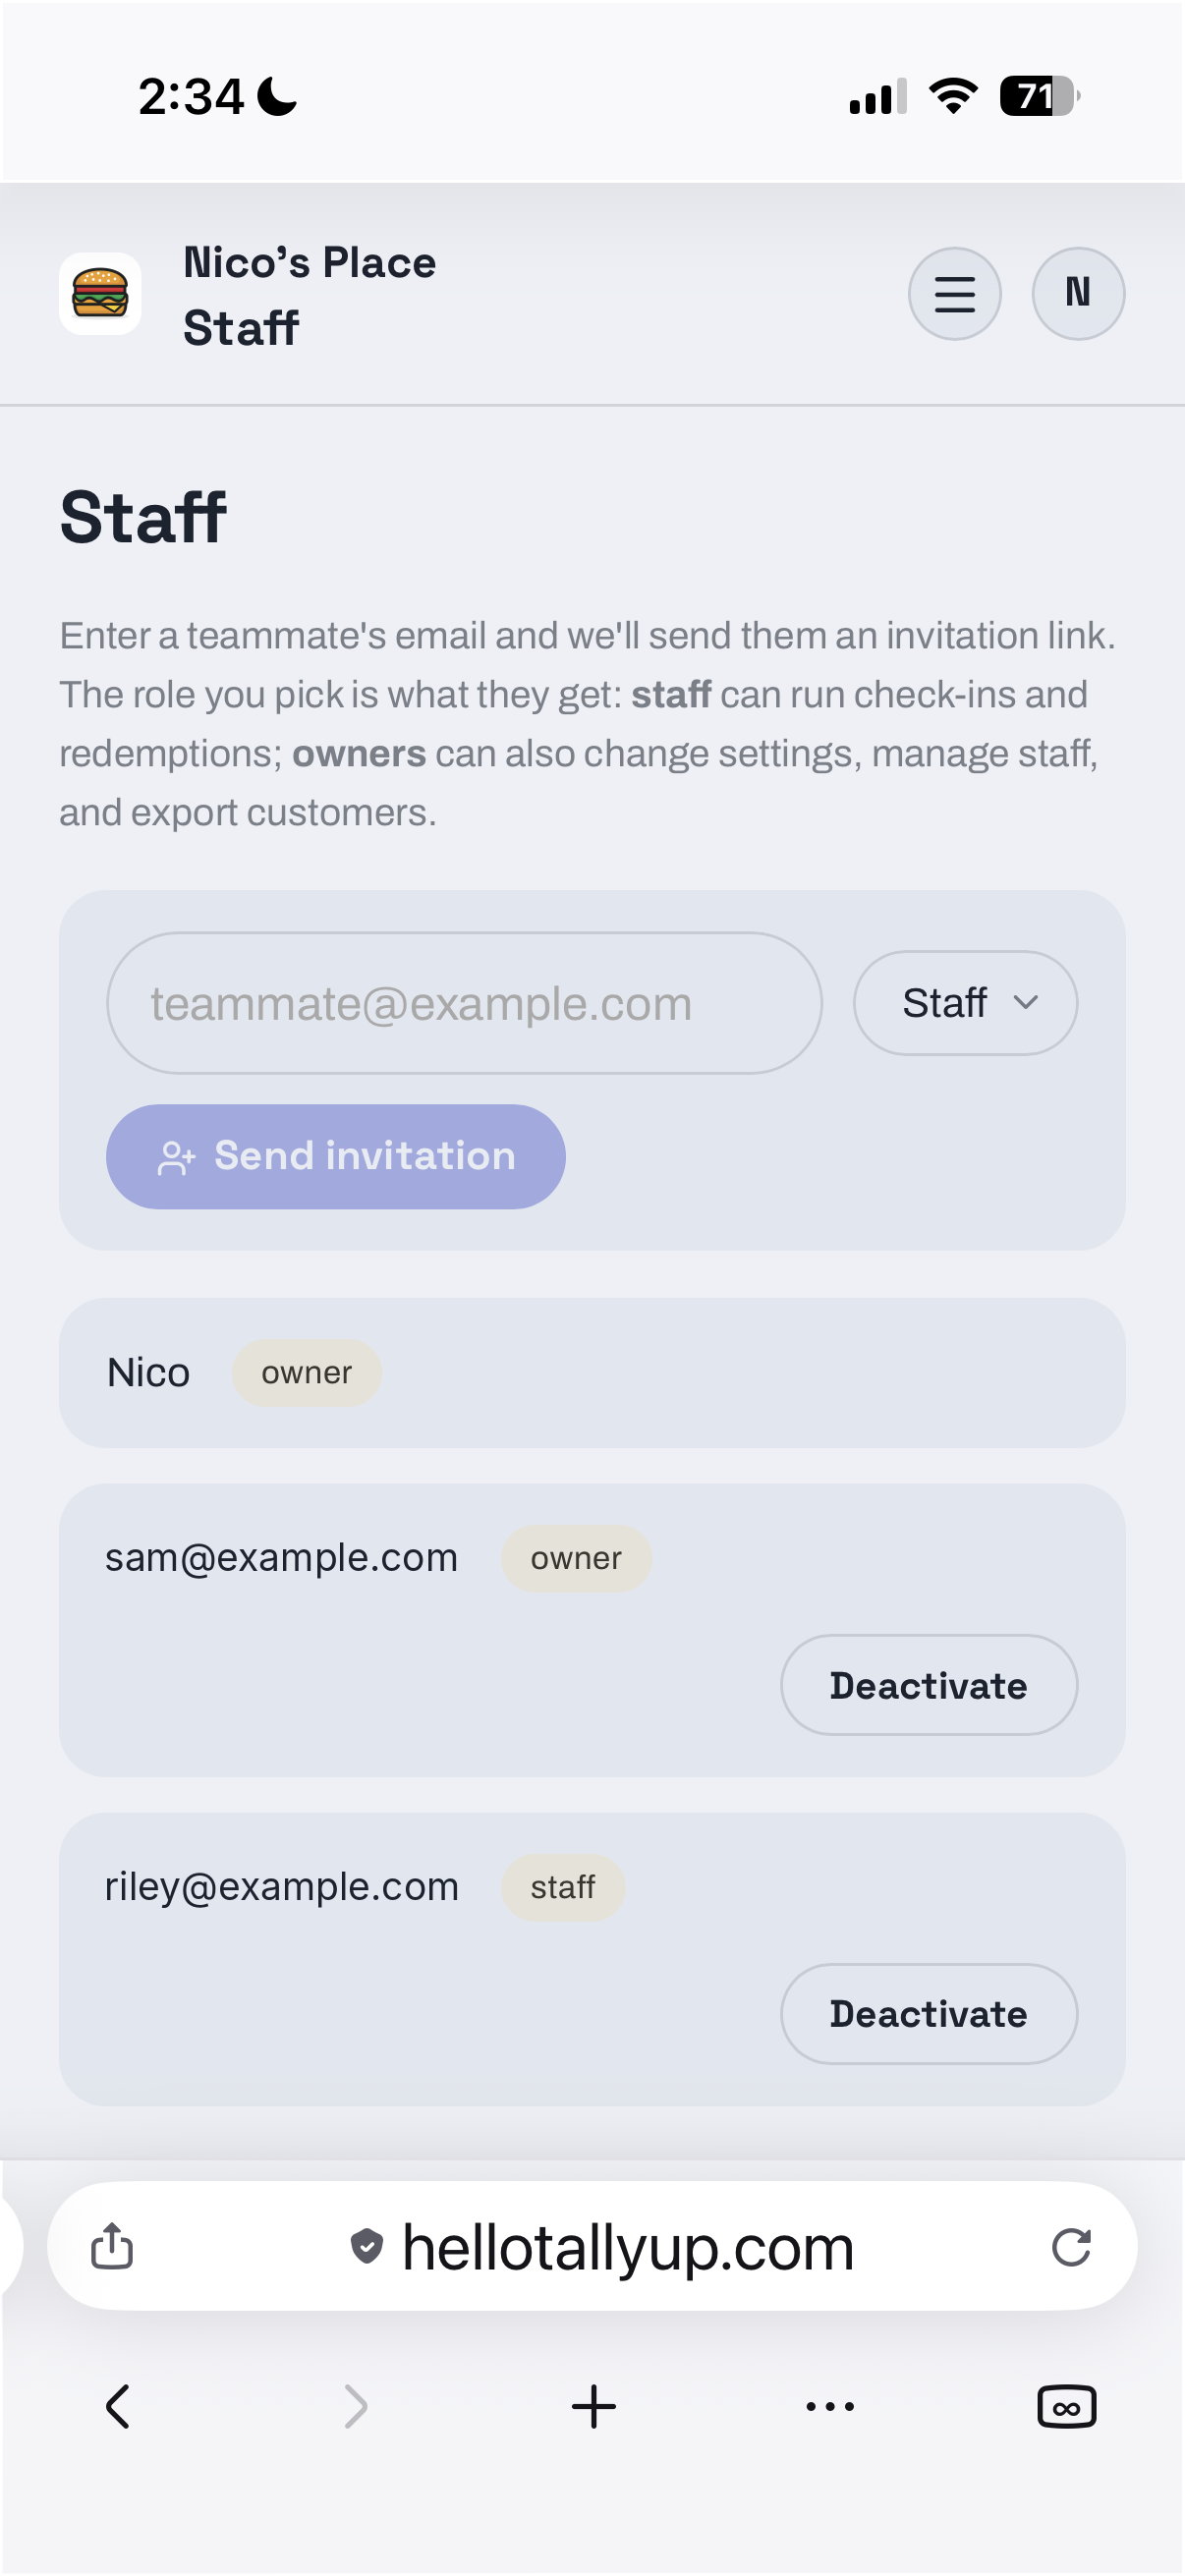 2:34
71
Nico's Place
Staff
N
Staff
Enter a teammate's email and we'll send them an invitation link.
The role you pick is what they get: staff can run check-ins and
redemptions; owners can also change settings, manage staff,
and export customers.
teammate@example.com
Staff
Send invitation
Nico owner
sam@example.com owner
Deactivate
riley@example.com staff
Deactivate
hellotallyup.com